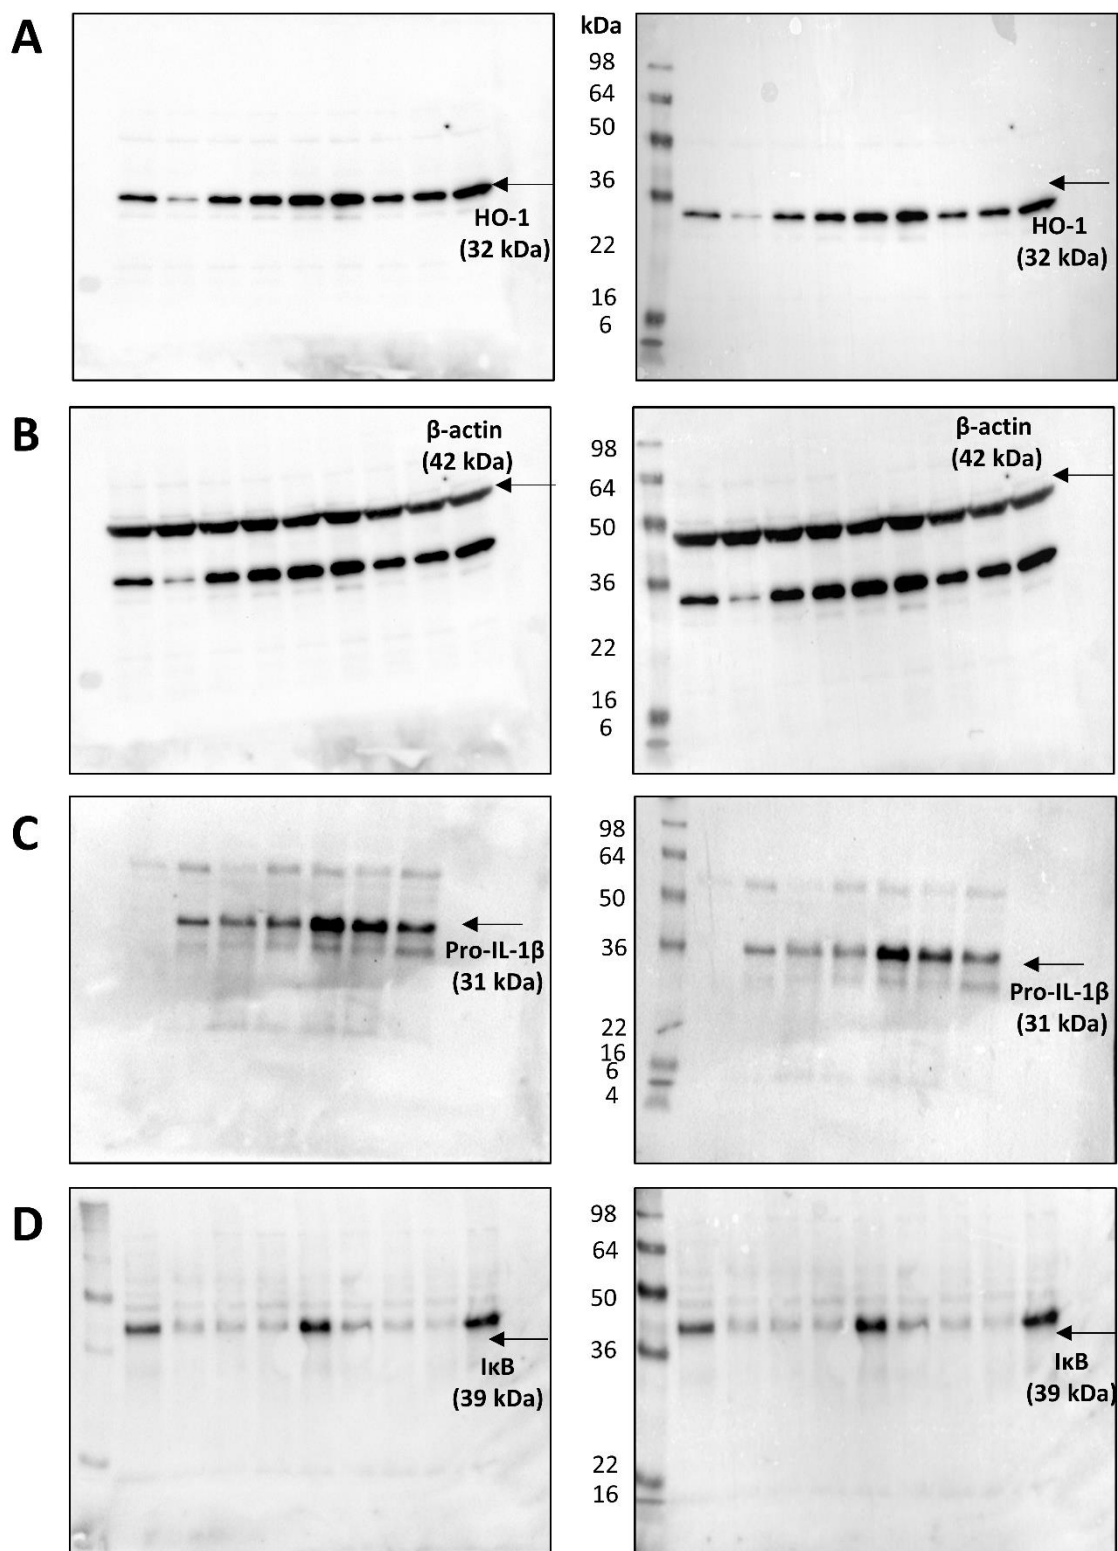 A
HO-1
(32 kDa)
kDa
98
64
50
36
22
16
6
HO-1
(32 kDa)
B
β-actin
(42 kDa)
98
64
50
36
22
16
6
β-actin
(42 kDa)
C
Pro-IL-1β
(31 kDa)
98
64
50
36
22
16
6
4
Pro-IL-1β
(31 kDa)
D
IκB
(39 kDa)
98
64
50
36
22
16
IκB
(39 kDa)